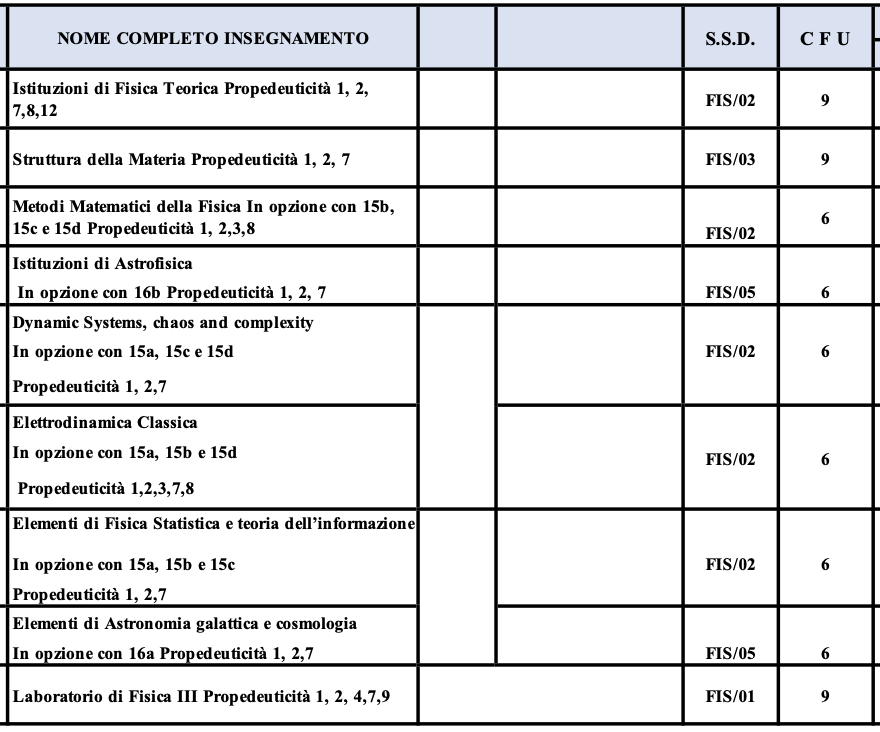 NOME COMPLETO INSEGNAMENTO S.S.D. C F U
Istituzioni di Fisica Teorica Propedeuticità 1, 2,
7,8,12
FIS/02 9
Struttura della Materia Propedeuticità 1, 2, 7 FIS/03 9
Metodi Matematici della Fisica In opzione con 15b,
15c e 15d Propedeuticità 1, 2,3,8
FIS/02 6
Istituzioni di Astrofisica
In opzione con 16b Propedeuticità 1, 2, 7 FIS/05 6
Dynamic Systems, chaos and complexity
In opzione con 15a, 15c e 15d FIS/02 6
Propedeuticità 1, 2,7
Elettrodinamica Classica
In opzione con 15a, 15b e 15d
FIS/02 6
Propedeuticità 1,2,3,7,8
Elementi di Fisica Statistica e teoria dell’informazione
In opzione con 15a, 15b e 15c FIS/02 6
Propedeuticità 1, 2,7
Elementi di Astronomia galattica e cosmologia
In opzione con 16a Propedeuticità 1, 2,7 FIS/05 6
Laboratorio di Fisica III Propedeuticità 1, 2, 4,7,9 FIS/01 9